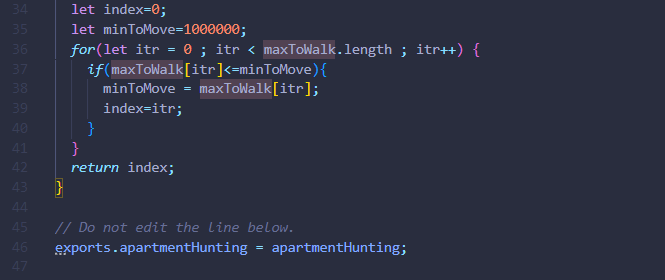 34 let index=0;
35 let minToMove=1000000;
36 for(let itr = 0 ; itr < maxToWalk.length ; itr++) {
37 if(maxToWalk[itr]<=minToMove){
38 minToMove = maxToWalk[itr];
39 index=itr;
40 }
41 }
42 return index;
43 }
44
45 // Do not edit the line below.
46 exports.apartmentHunting = apartmentHunting;
47